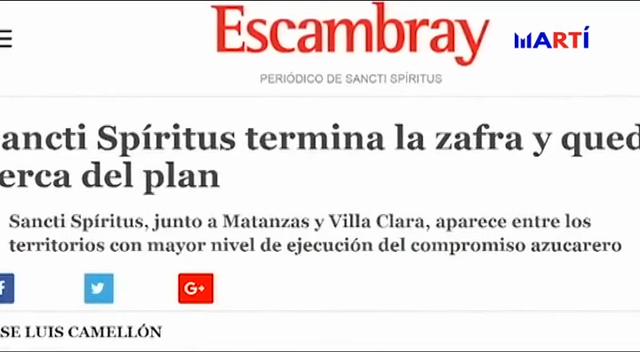 Escambray
MARTÍ
PERIÓDICO DE SANCTI SPÍRITUS
ancti Spíritus termina la zafra y qued
erca del plan
Sancti Spíritus, junto a Matanzas y Villa Clara, aparece entre los
territorios con mayor nivel de ejecución del compromiso azucarero
f
G+
SE LUIS CAMELLÓN